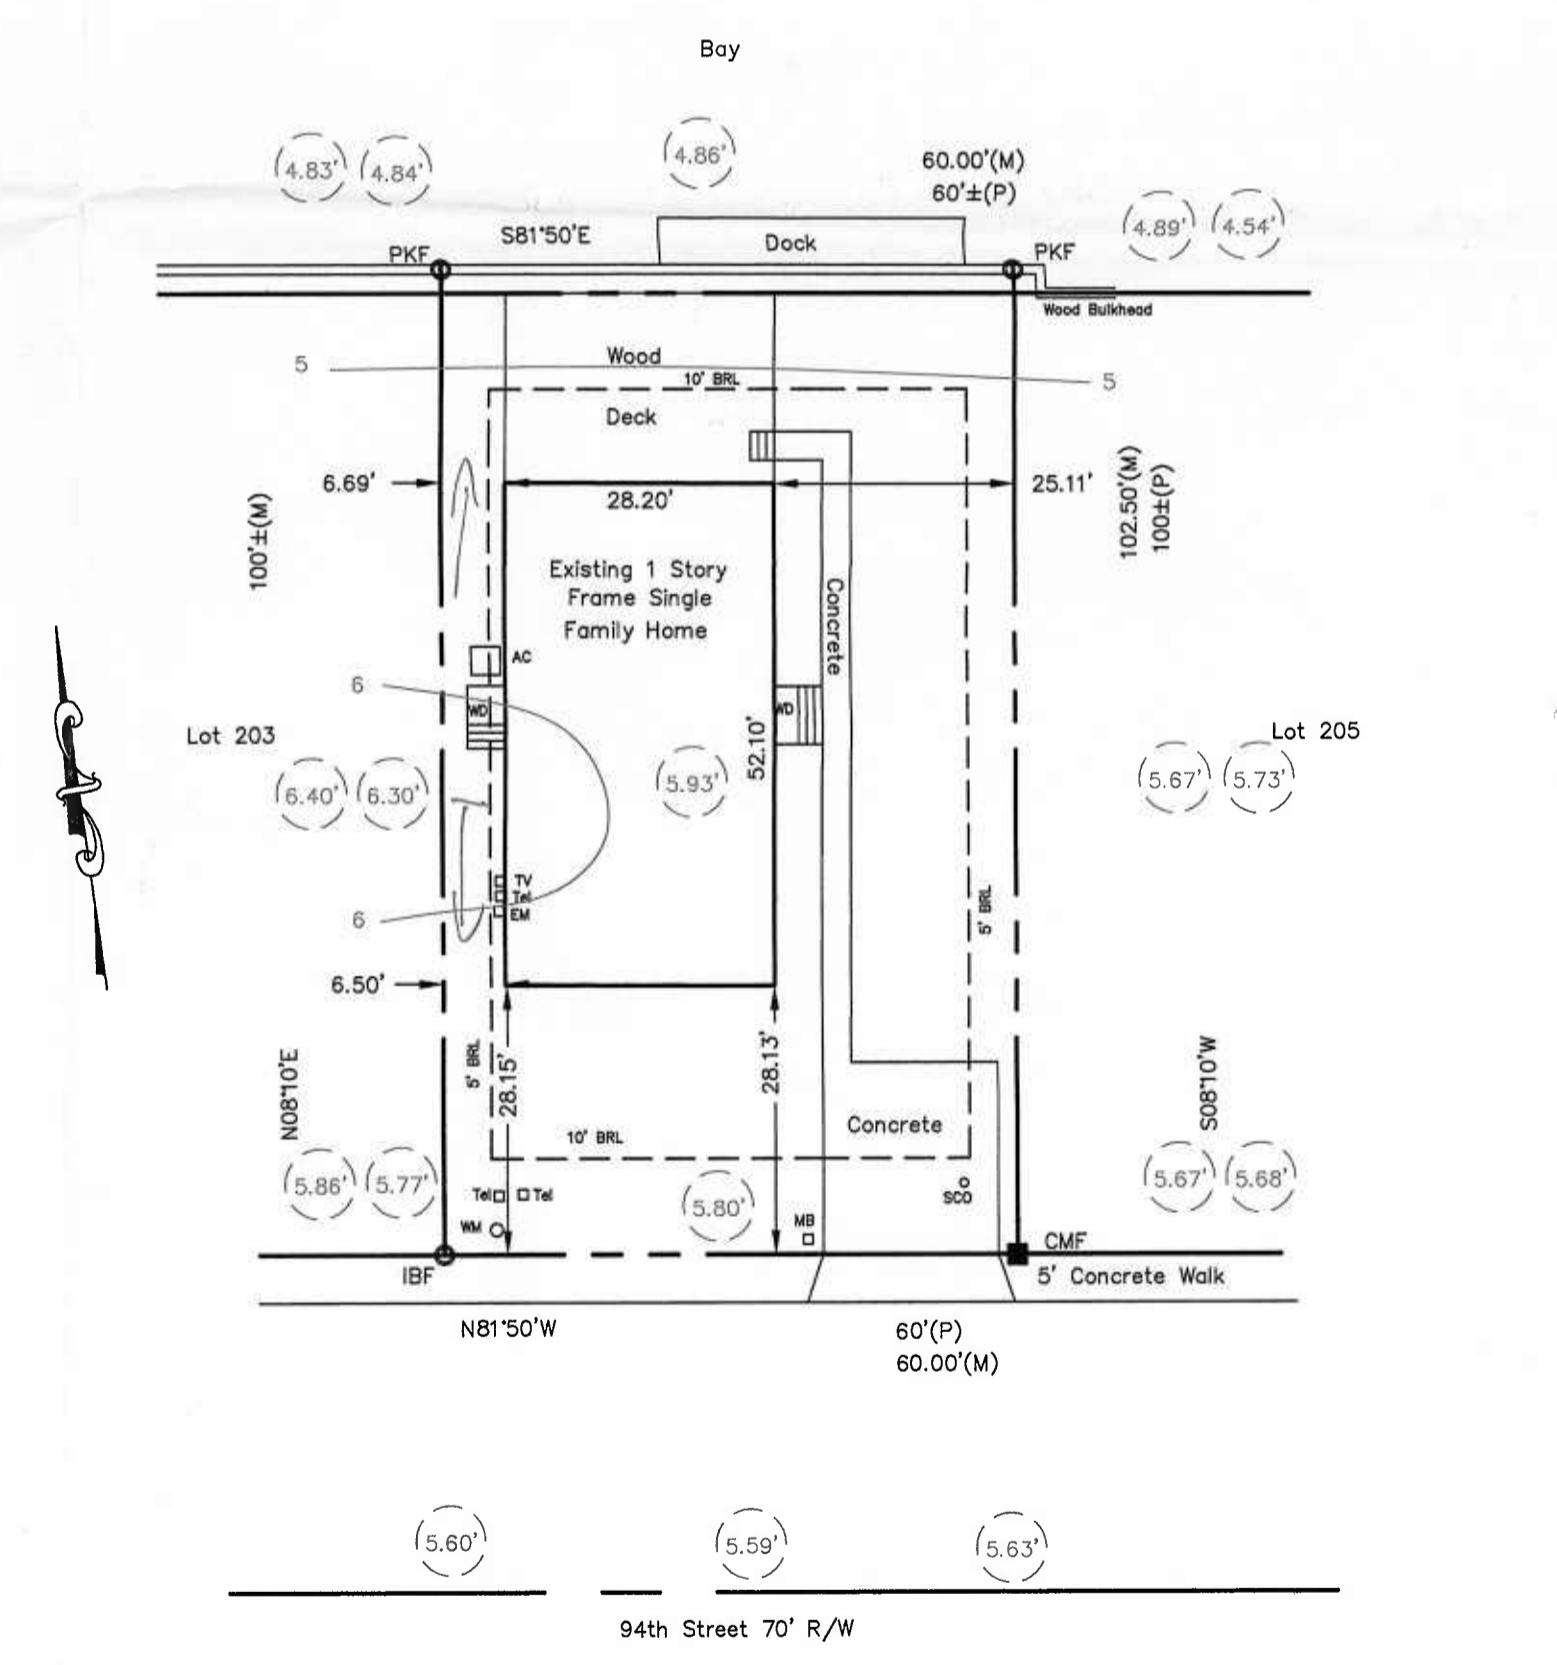 Bay
4.83'
4.84'
4.86'
60.00'(M)
60'±(P)
4.89'
4.54'
S81°50'E
Dock
PKF
PKF
Wood Bulkhead
5
Wood
10' BRL
5
Deck
6.69'
28.20'
25.11'
100'±(M)
102.50'(M)
100±(P)
Existing 1 Story
Frame Single
Family Home
Concrete
AC
6
WD
WD
Lot 203
52.10'
Lot 205
6.40'
6.30'
5.93'
5.67'
5.73'
TV
Tel
EM
6
5' BRL
6.50'
N08°10'E
5' BRL
28.15'
28.13'
S08°10'W
Concrete
10' BRL
5.86'
5.77'
Tel
Tel
5.80'
SCO
5.67'
5.68'
WM
MB
CMF
IBF
5' Concrete Walk
N81°50'W
60'(P)
60.00'(M)
5.60'
5.59'
5.63'
94th Street 70' R/W